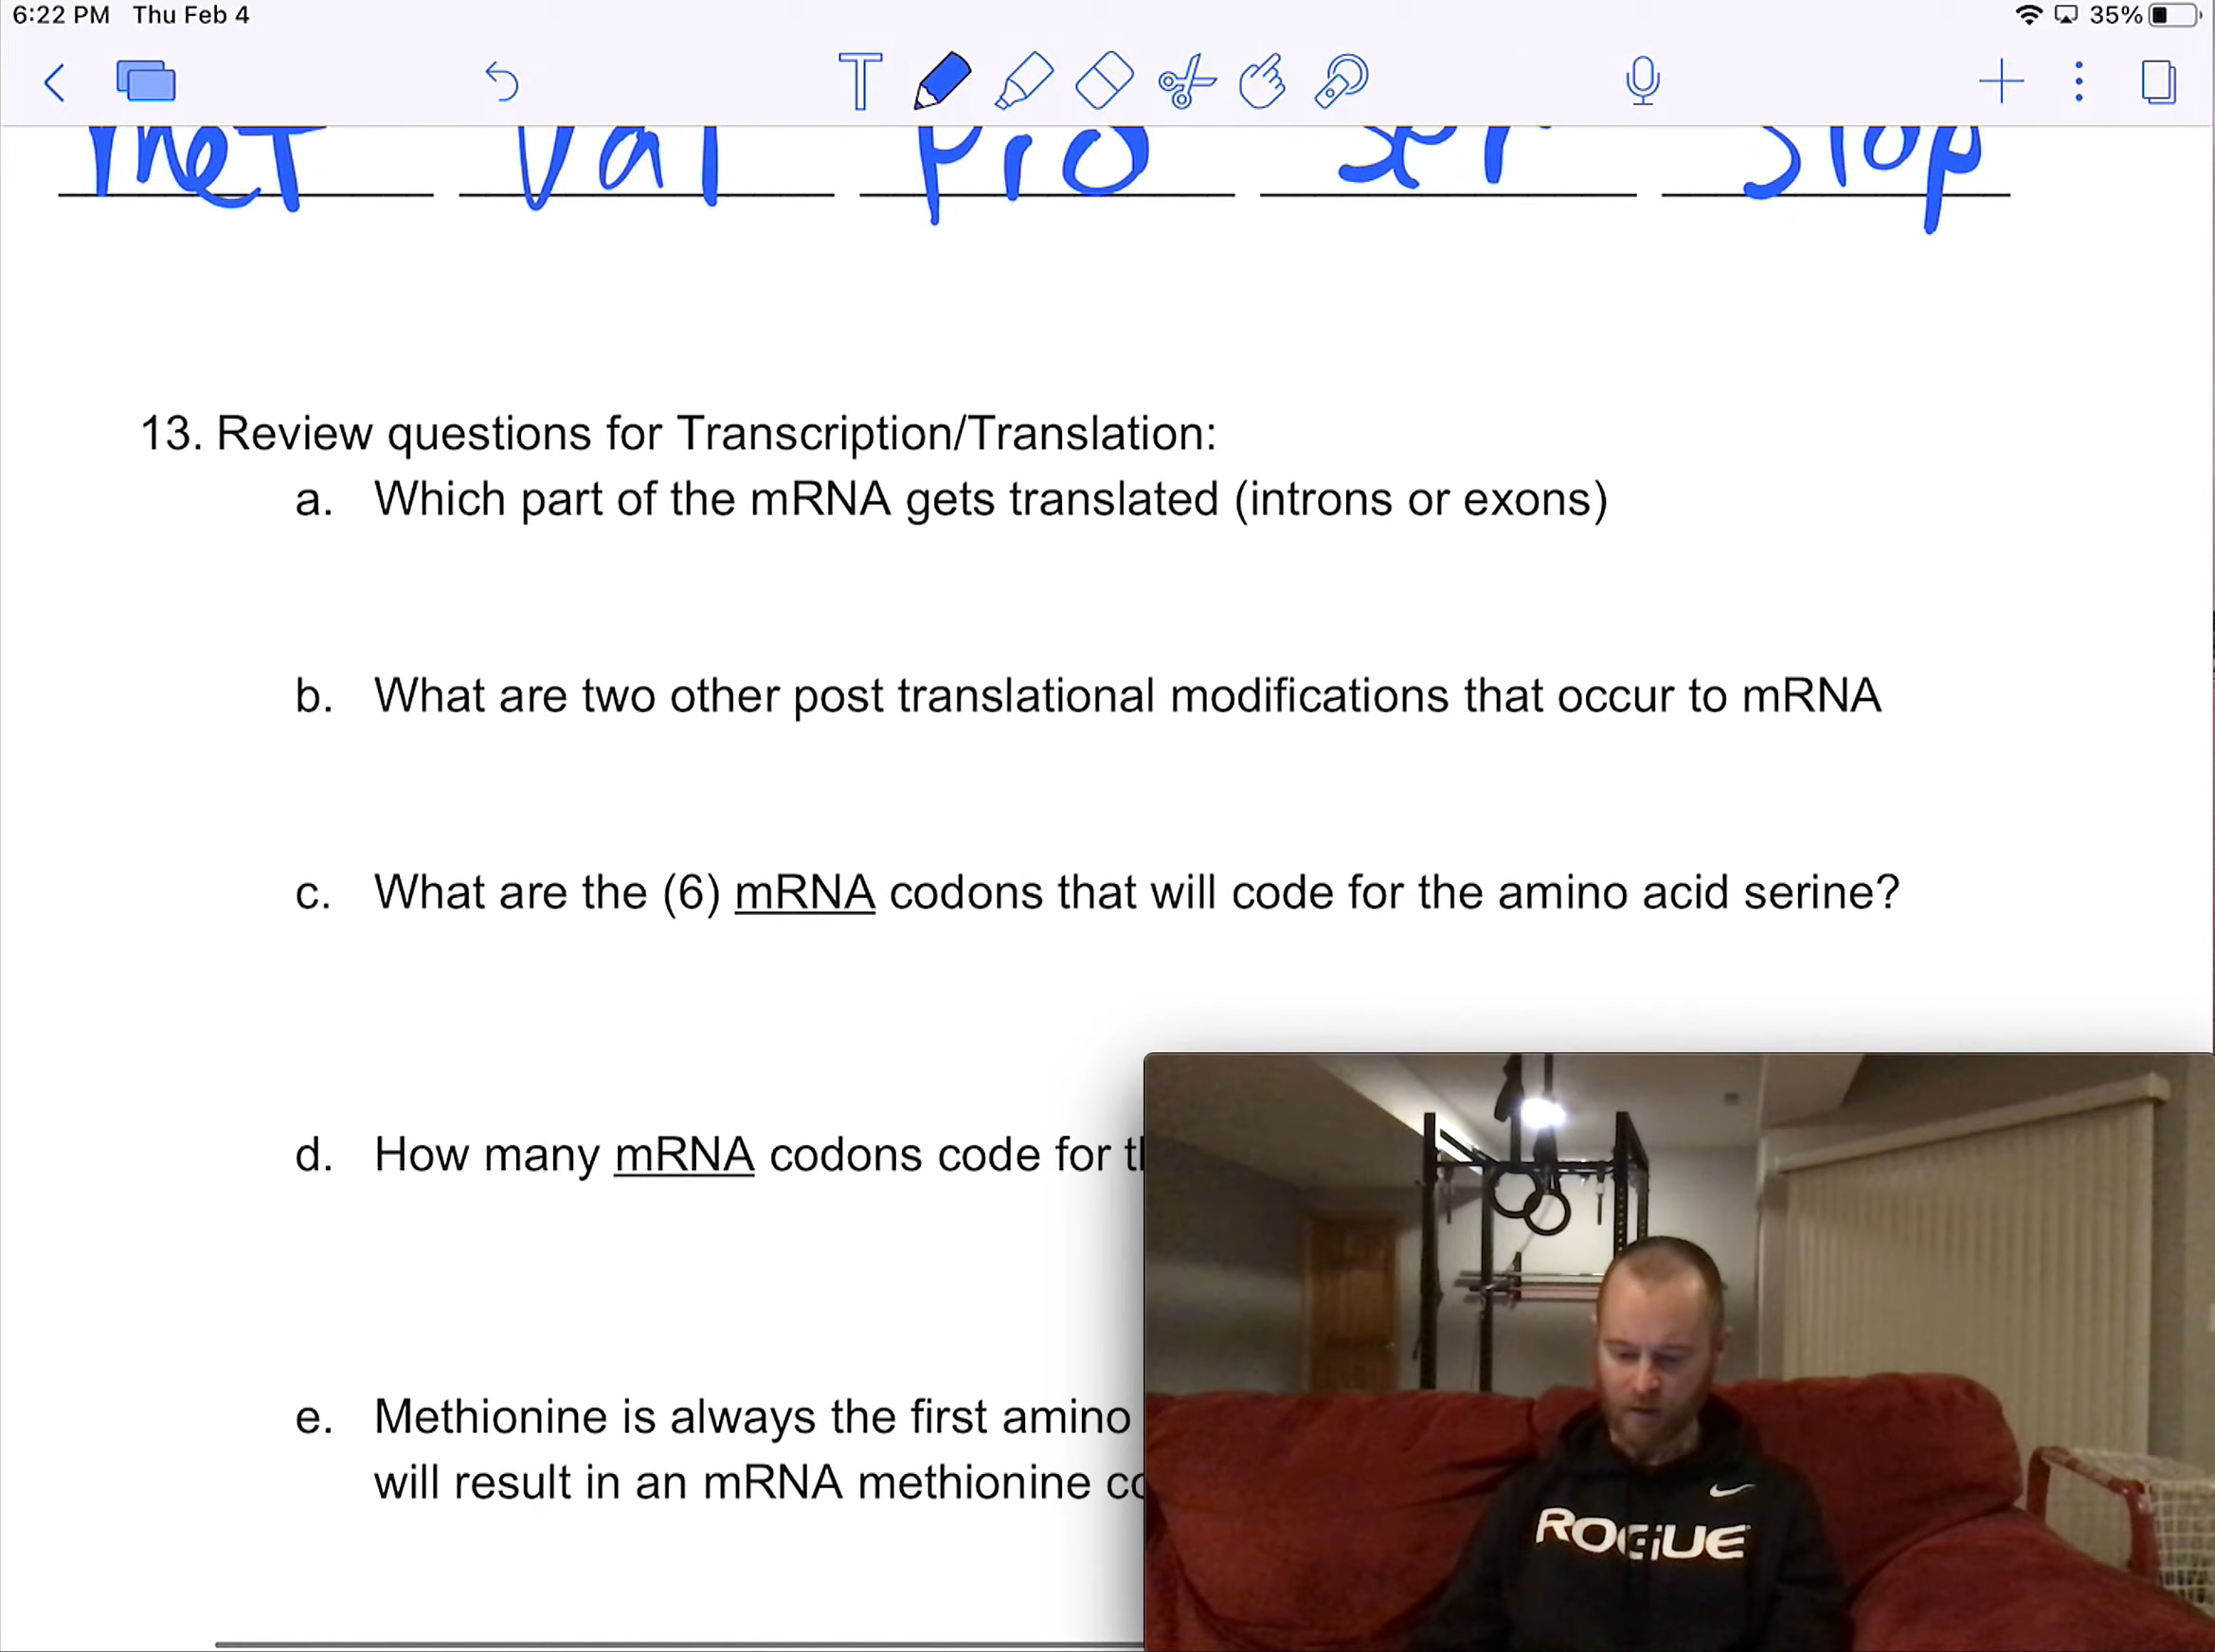 6:22 PM Thu Feb 4
35%
T
Met Val Pro Ser Stop
13. Review questions for Transcription/Translation:
a. Which part of the mRNA gets translated (introns or exons)
b. What are two other post translational modifications that occur to mRNA
c. What are the (6) mRNA codons that will code for the amino acid serine?
d. How many mRNA codons code for
e. Methionine is always the first amino
will result in an mRNA methionine
ROGUE